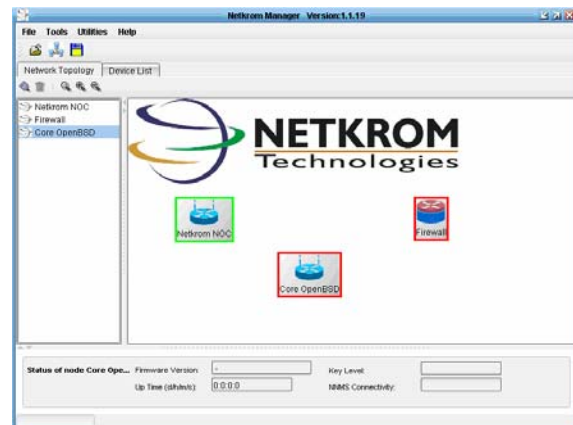 Netkrom Manager Version:1.1.19
File Tools Utilities Help
Network Topology Device List
Netkrom NOC
Firewall
Core OpenBSD
NETKROM
Technologies
Netkrom NOC
Firewall
Core OpenBSD
Status of node Core Ope... Firmware Version: - Key Level:
Up Time (d/h/m/s): 0:0:0:0 NNMS Connectivity: